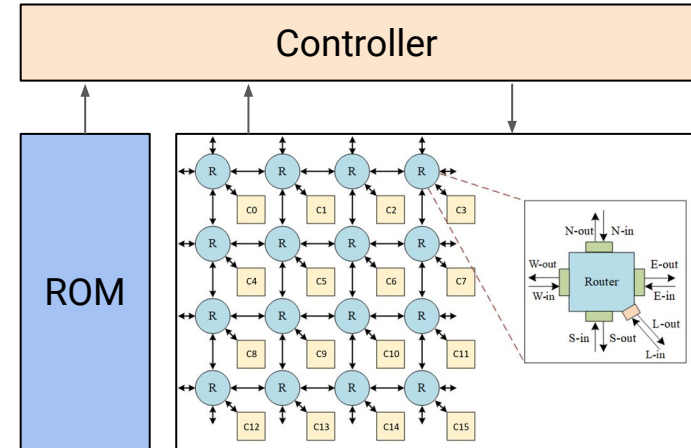 Controller
ROM
R R R R
C0 C1 C2 C3
R R R R
C4 C5 C6 C7
R R R R
C8 C9 C10 C11
R R R R
C12 C13 C14 C15
N-out N-in
W-out E-out
Router
W-in E-in
L-out
S-in S-out
L-in